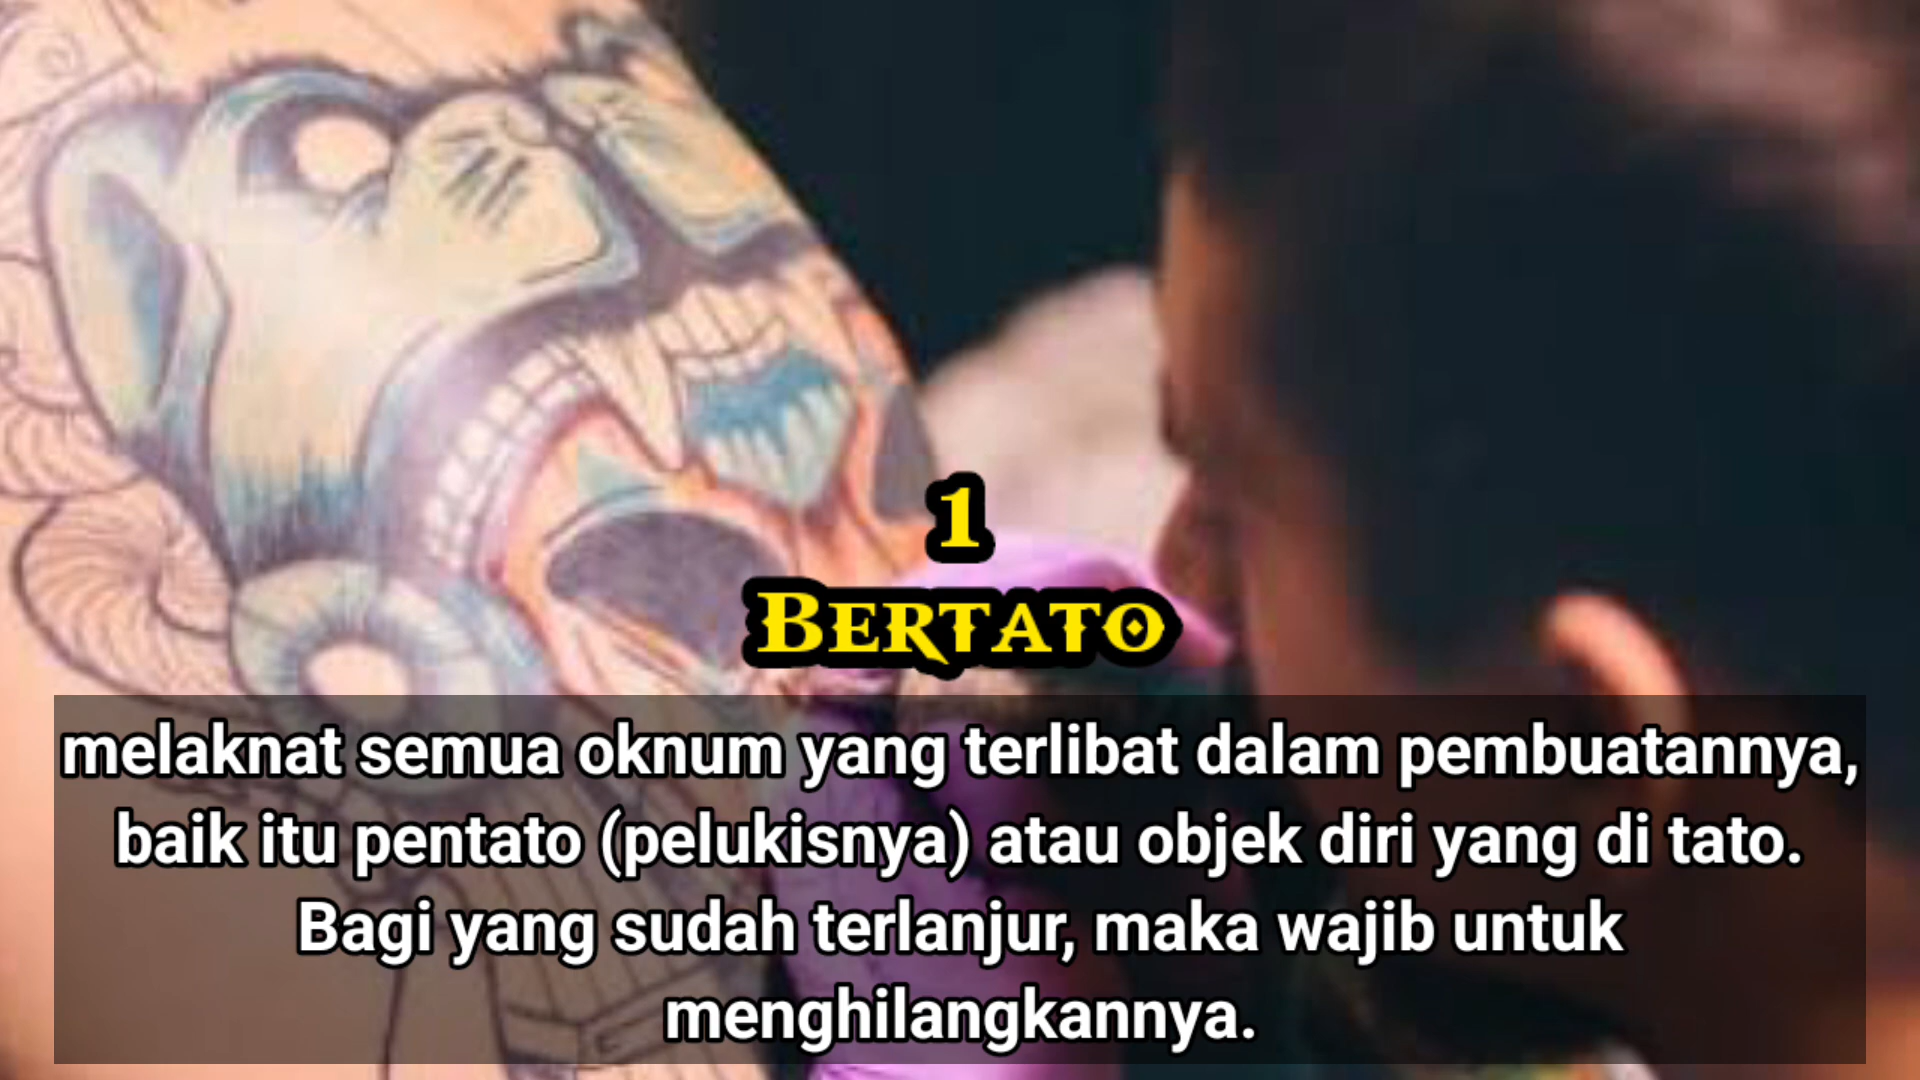 1
BERTATO
melaknat semua oknum yang terlibat dalam pembuatannya,
baik itu pentato (pelukisnya) atau objek diri yang di tato.
Bagi yang sudah terlanjur, maka wajib untuk
menghilangkannya.